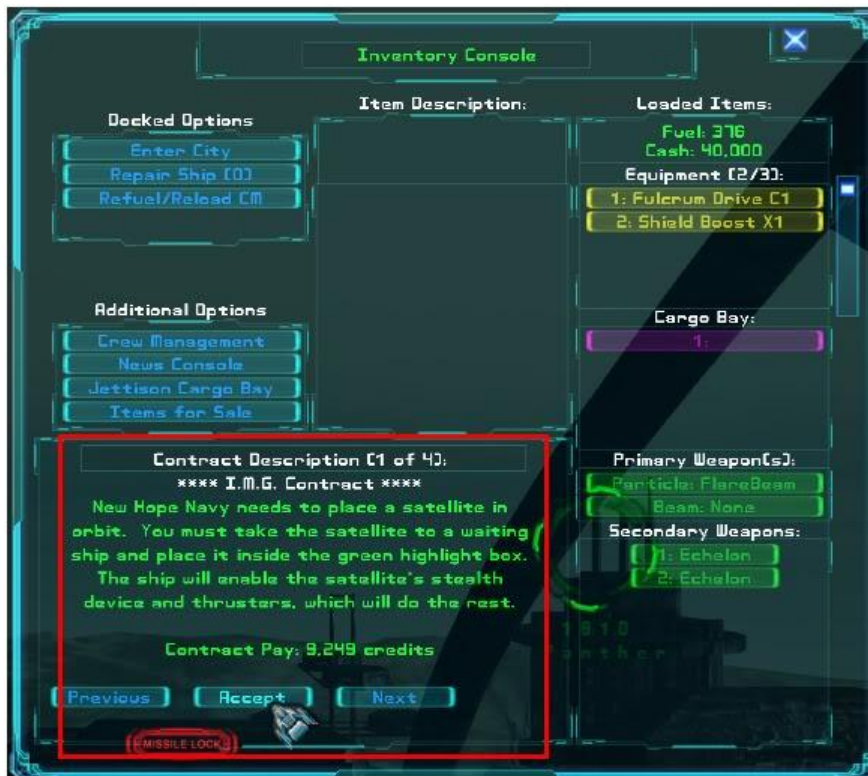 Inventory Console
Docked Options
Enter City
Repair Ship (0)
Refuel/Reload CM
Additional Options
Crew Management
News Console
Jettison Cargo Bay
Items for Sale
Item Description:
Loaded Items:
Fuel: 376
Cash: 40,000
Equipment (2/3):
1: Fulcrum Drive C1
2: Shield Boost X1
Cargo Bay:
1:
Primary Weapon(s):
Particle: FlareBeam
Beam: None
Secondary Weapons:
1: Echelon
2: Echelon
1810
Panther
Contract Description (1 of 4):
**** I.M.G. Contract ****
New Hope Navy needs to place a satellite in
orbit. You must take the satellite to a waiting
ship and place it inside the green highlight box.
The ship will enable the satellite's stealth
device and thrusters, which will do the rest.
Contract Pay: 9,249 credits
Previous
Accept
Next
MISSILE LOCK